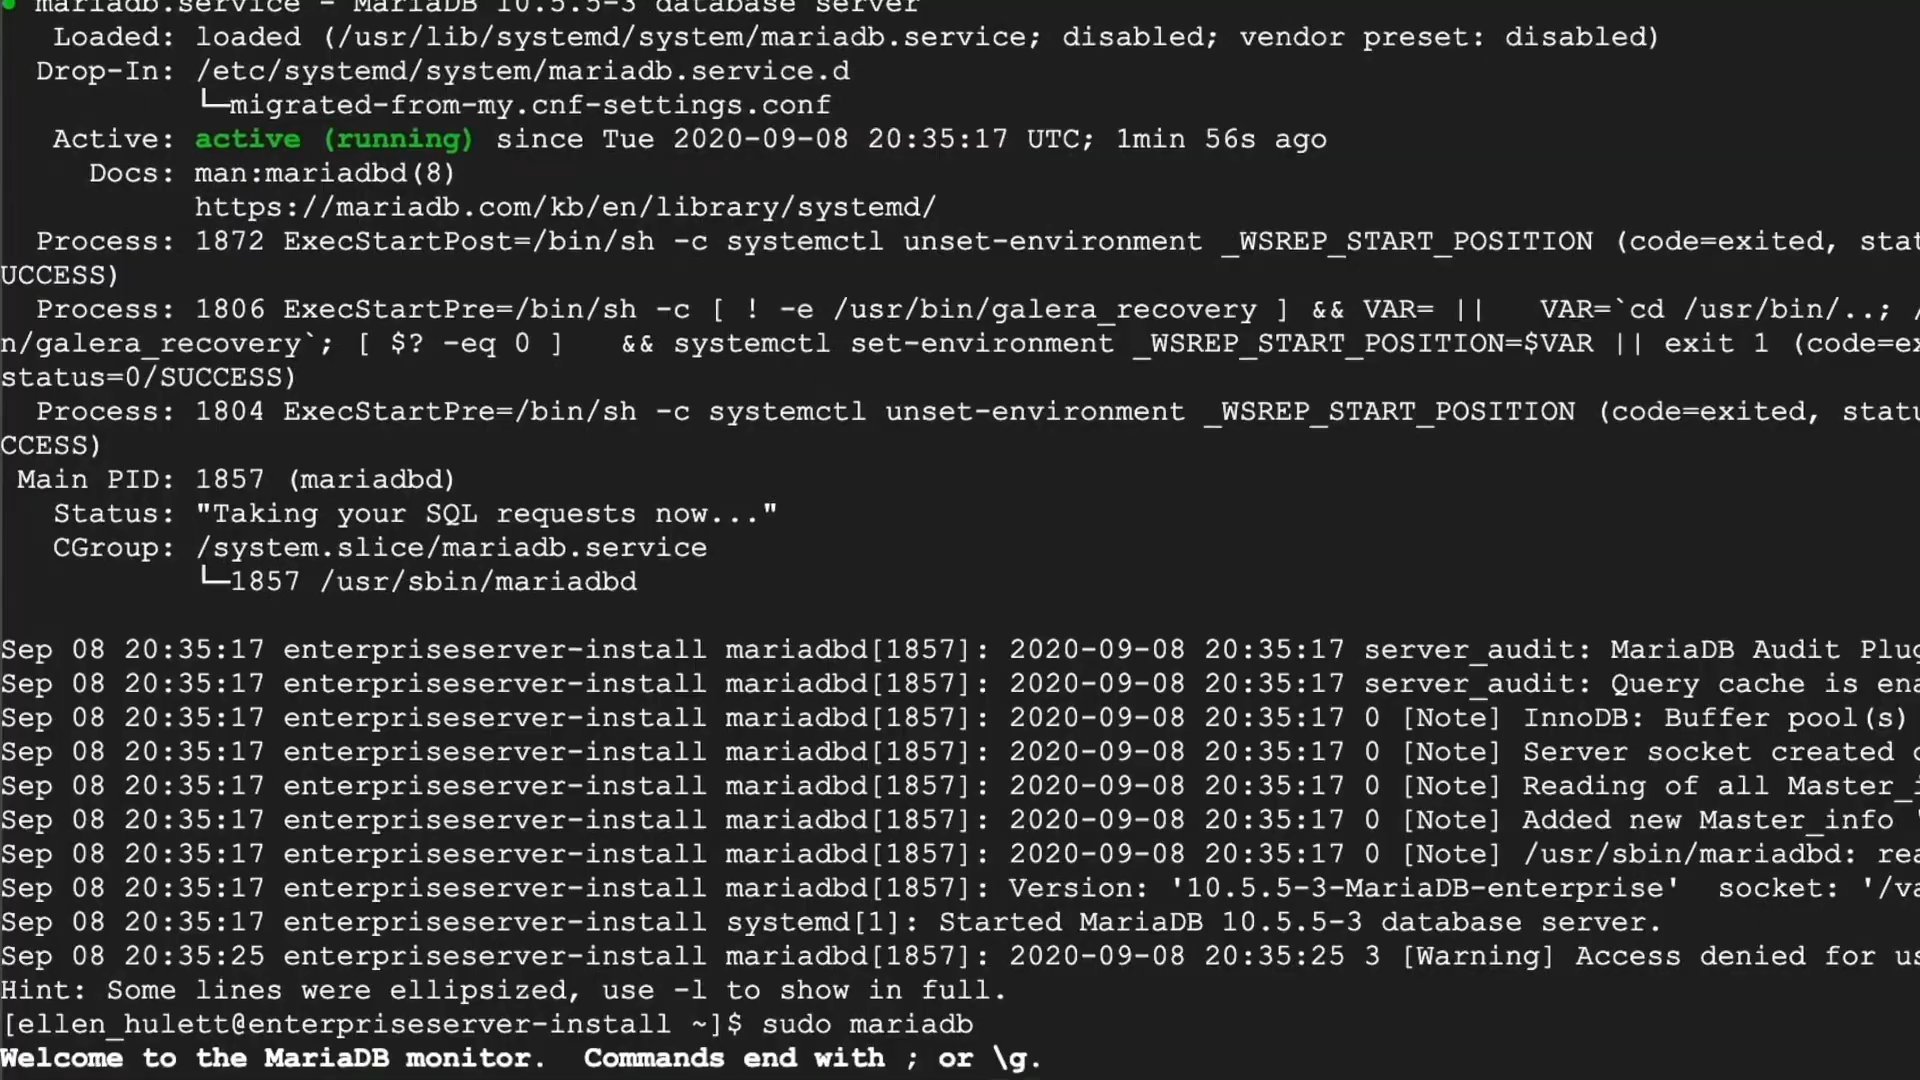 ● mariadb.service - MariaDB 10.5.5-3 database server
Loaded: loaded (/usr/lib/systemd/system/mariadb.service; disabled; vendor preset: disabled)
Drop-In: /etc/systemd/system/mariadb.service.d
└─migrated-from-my.cnf-settings.conf
Active: active (running) since Tue 2020-09-08 20:35:17 UTC; 1min 56s ago
Docs: man:mariadbd(8)
https://mariadb.com/kb/en/library/systemd/
Process: 1872 ExecStartPost=/bin/sh -c systemctl unset-environment _WSREP_START_POSITION (code=exited, stat
UCCESS)
Process: 1806 ExecStartPre=/bin/sh -c [ ! -e /usr/bin/galera_recovery ] && VAR= ||   VAR=`cd /usr/bin/..; /
n/galera_recovery`; [ $? -eq 0 ]   && systemctl set-environment _WSREP_START_POSITION=$VAR || exit 1 (code=ex
status=0/SUCCESS)
Process: 1804 ExecStartPre=/bin/sh -c systemctl unset-environment _WSREP_START_POSITION (code=exited, statu
CCESS)
Main PID: 1857 (mariadbd)
Status: "Taking your SQL requests now..."
CGroup: /system.slice/mariadb.service
└─1857 /usr/sbin/mariadbd
Sep 08 20:35:17 enterpriseserver-install mariadbd[1857]: 2020-09-08 20:35:17 server_audit: MariaDB Audit Plug
Sep 08 20:35:17 enterpriseserver-install mariadbd[1857]: 2020-09-08 20:35:17 server_audit: Query cache is ena
Sep 08 20:35:17 enterpriseserver-install mariadbd[1857]: 2020-09-08 20:35:17 0 [Note] InnoDB: Buffer pool(s)
Sep 08 20:35:17 enterpriseserver-install mariadbd[1857]: 2020-09-08 20:35:17 0 [Note] Server socket created
Sep 08 20:35:17 enterpriseserver-install mariadbd[1857]: 2020-09-08 20:35:17 0 [Note] Reading of all Master_i
Sep 08 20:35:17 enterpriseserver-install mariadbd[1857]: 2020-09-08 20:35:17 0 [Note] Added new Master_info '
Sep 08 20:35:17 enterpriseserver-install mariadbd[1857]: 2020-09-08 20:35:17 0 [Note] /usr/sbin/mariadbd: rea
Sep 08 20:35:17 enterpriseserver-install mariadbd[1857]: Version: '10.5.5-3-MariaDB-enterprise'  socket: '/va
Sep 08 20:35:17 enterpriseserver-install systemd[1]: Started MariaDB 10.5.5-3 database server.
Sep 08 20:35:25 enterpriseserver-install mariadbd[1857]: 2020-09-08 20:35:25 3 [Warning] Access denied for us
Hint: Some lines were ellipsized, use -l to show in full.
[ellen_hulett@enterpriseserver-install ~]$ sudo mariadb
Welcome to the MariaDB monitor.  Commands end with ; or \g.